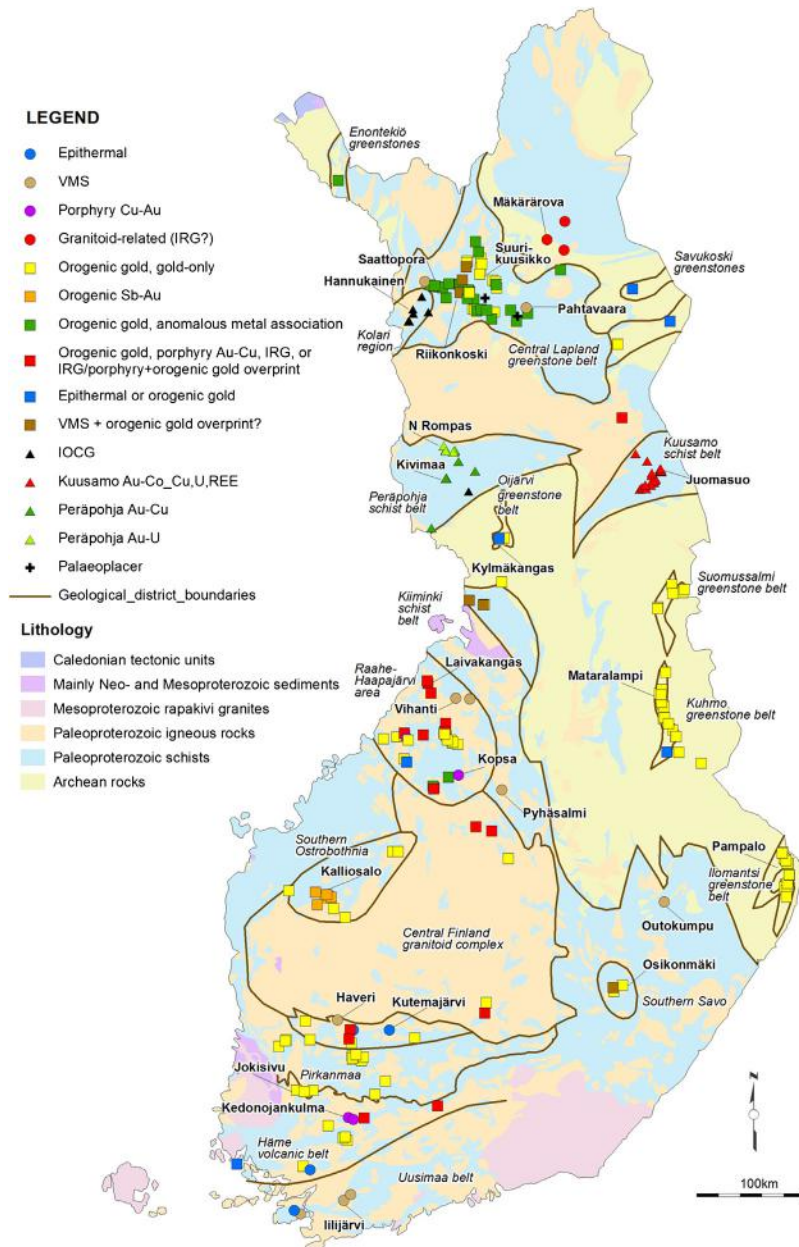 LEGEND
Epithermal
VMS
Porphyry Cu-Au
Granitoid-related (IRG?)
Orogenic gold, gold-only
Orogenic Sb-Au
Orogenic gold, anomalous metal association
Orogenic gold, porphyry Au-Cu, IRG, or
IRG/porphyry+orogenic gold overprint
Epithermal or orogenic gold
VMS + orogenic gold overprint?
IOCG
Kuusamo Au-Co_Cu,U,REE
Peräpohja Au-Cu
Peräpohja Au-U
Palaeoplacer
Geological_district_boundaries
Lithology
Caledonian tectonic units
Mainly Neo- and Mesoproterozoic sediments
Mesoproterozoic rapakivi granites
Paleoproterozoic igneous rocks
Paleoproterozoic schists
Archean rocks
Enontekiö
greenstones
Mäkärärova
Suuri-
kuusikko
Savukoski
greenstones
Saattopora
Hannukainen
Pahtavaara
Kolari
region
Riikonkoski
Central Lapland
greenstone belt
N Rompas
Kuusamo
schist belt
Kivimaa
Juomasuo
Peräpohja
schist belt
Oijärvi
greenstone
belt
Kylmäkangas
Suomussalmi
greenstone belt
Kiiminki
schist
belt
Raahe-
Haapajärvi
area
Laivakangas
Mataralampi
Vihanti
Kuhmo
greenstone belt
Kopsa
Pyhäsalmi
Southern
Ostrobothnia
Pampalo
Kalliosalo
Ilomantsi
greenstone
belt
Outokumpu
Central Finland
granitoid complex
Osikonmäki
Haveri
Kutemajärvi
Southern Savo
Jokisivu
Pirkanmaa
Kedonojankulma
Häme
volcanic belt
Uusimaa belt
Iilijärvi
N
100km